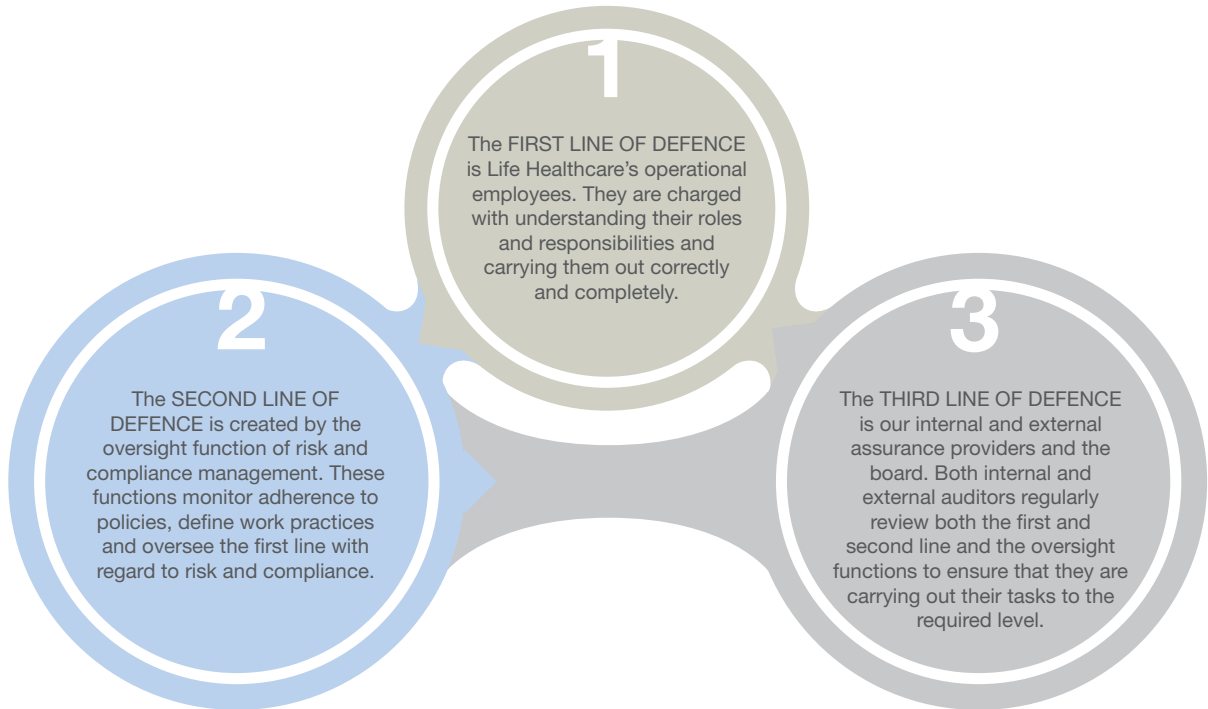 1
The FIRST LINE OF DEFENCE
is Life Healthcare's operational
employees. They are charged
with understanding their roles
and responsibilities and
carrying them out correctly
and completely.
2
The SECOND LINE OF
DEFENCE is created by the
oversight function of risk and
compliance management. These
functions monitor adherence to
policies, define work practices
and oversee the first line with
regard to risk and compliance.
3
The THIRD LINE OF DEFENCE
is our internal and external
assurance providers and the
board. Both internal and
external auditors regularly
review both the first and
second line and the oversight
functions to ensure that they are
carrying out their tasks to the
required level.